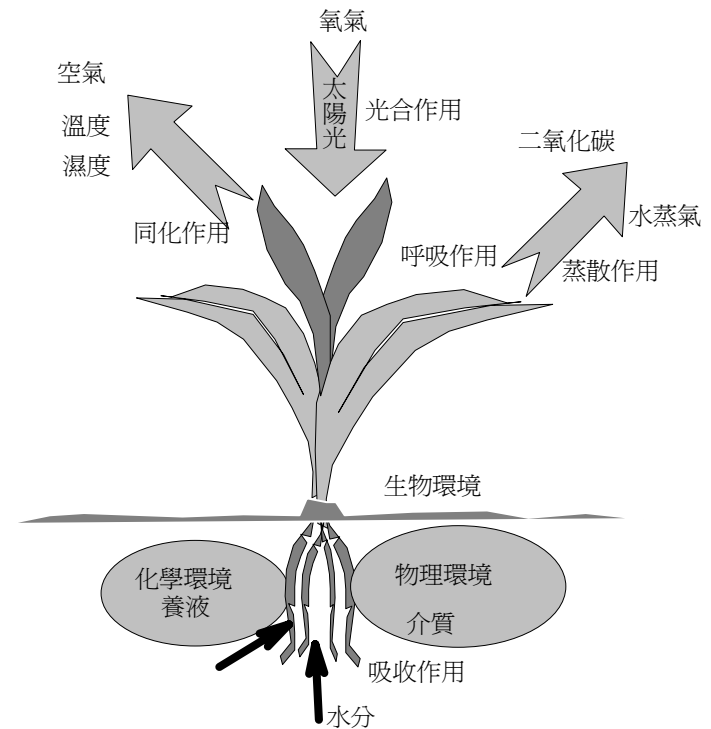 氧氣
空氣
太陽光
光合作用
溫度
二氧化碳
濕度
水蒸氣
同化作用
呼吸作用
蒸散作用
生物環境
化學環境
養液
物理環境
介質
吸收作用
水分